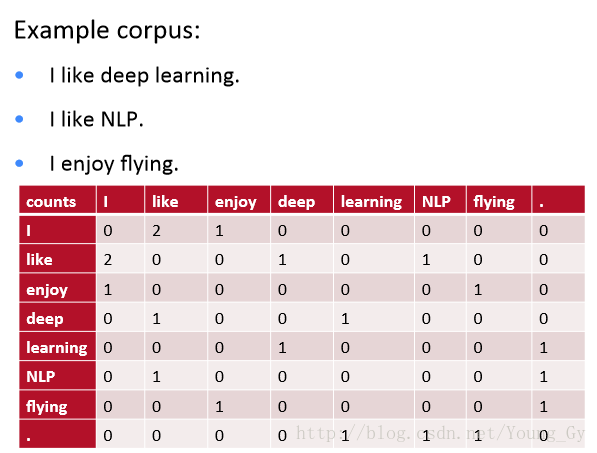 Example corpus:
• I like deep learning.
• I like NLP.
• I enjoy flying.
counts I like enjoy deep learning NLP flying .
I 0 2 1 0 0 0 0 0
like 2 0 0 1 0 1 0 0
enjoy 1 0 0 0 0 0 1 0
deep 0 1 0 0 1 0 0 0
learning 0 0 0 1 0 0 0 1
NLP 0 1 0 0 0 0 0 1
flying 0 0 1 0 0 0 0 1
. 0 0 0 0 1 1 1 0
http://blog.csdn.net/Young_Gy